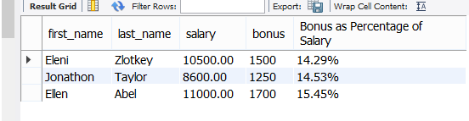 Result Grid Filter Rows: Export: Wrap Cell Content: IA
first_name last_name salary bonus Bonus as Percentage of Salary
Eleni Zlotkey 10500.00 1500 14.29%
Jonathon Taylor 8600.00 1250 14.53%
Ellen Abel 11000.00 1700 15.45%